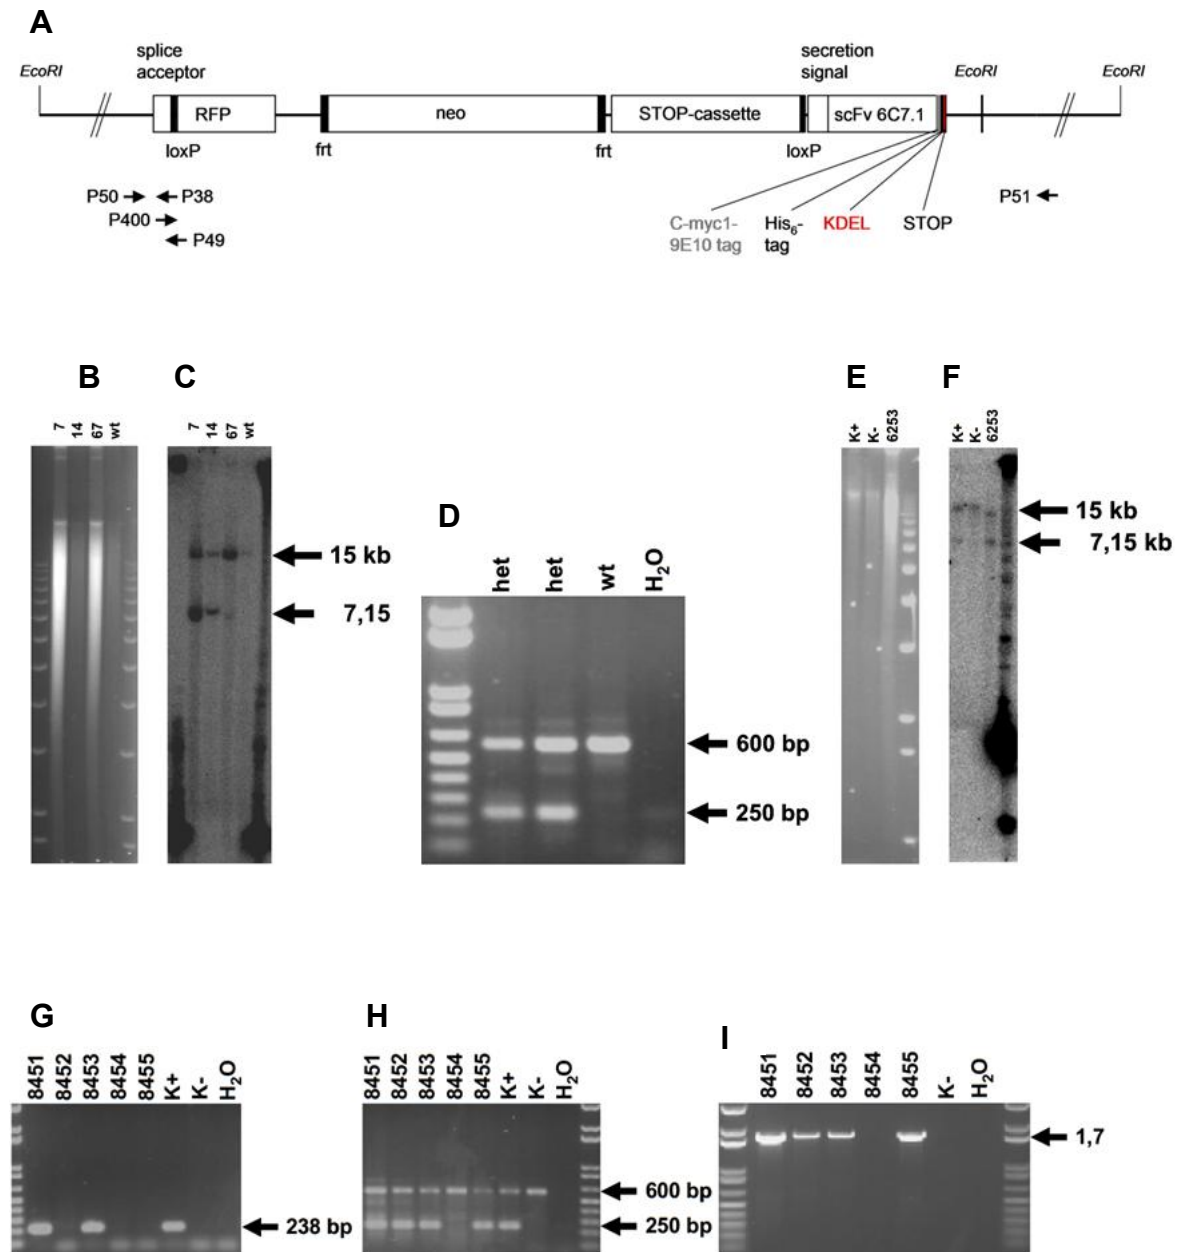 A
splice
acceptor
secretion
signal
EcoRI
EcoRI
EcoRI
RFP
neo
STOP-cassette
scFv 6C7.1
loxP
frt
frt
loxP
P50
P38
P400
P49
P51
C-myc1-
9E10 tag
His6-
tag
KDEL
STOP
B
C
E
F
7
14
67
wt
7
14
67
wt
K+
K-
6253
K+
K-
6253
15 kb
7,15
D
het
het
wt
H2O
600 bp
250 bp
15 kb
7,15 kb
G
H
I
8451
8452
8453
8454
8455
K+
K-
H2O
238 bp
8451
8452
8453
8454
8455
K+
K-
H2O
600 bp
250 bp
8451
8452
8453
8454
8455
K-
H2O
1,7